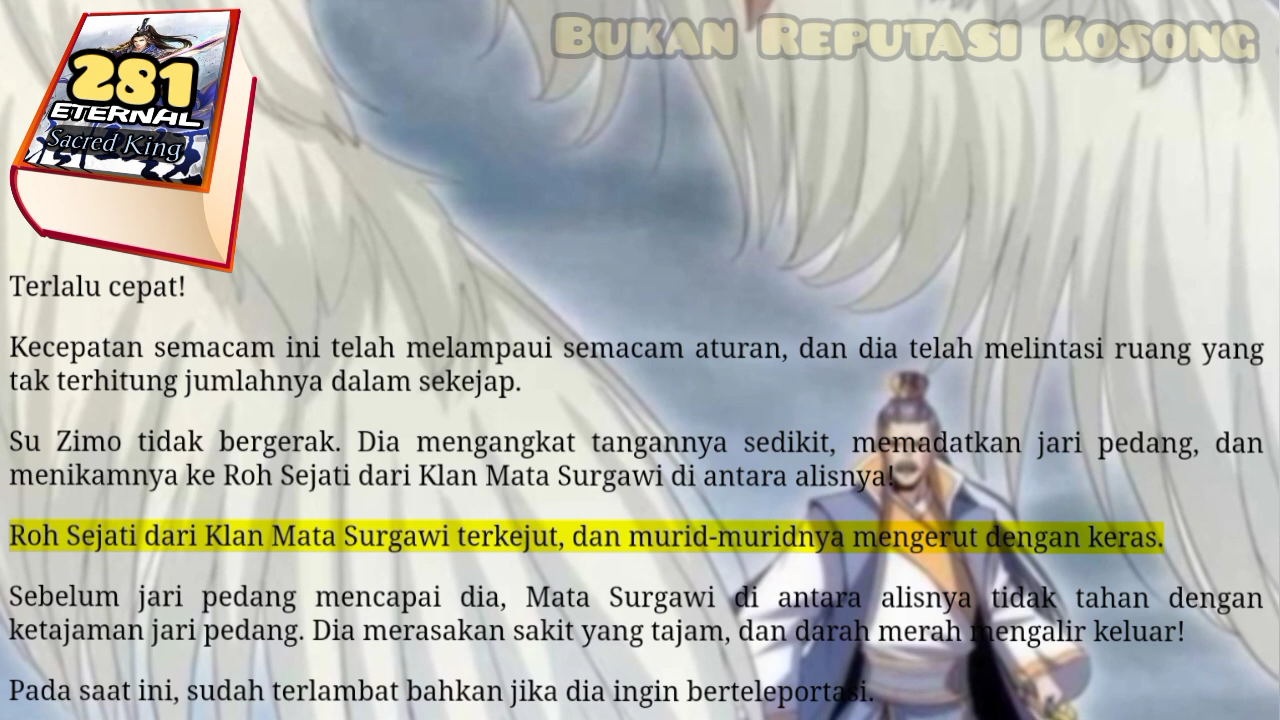 Bukan Reputasi Kosong
281
ETERNAL
Sacred King
Terlalu cepat!
Kecepatan semacam ini telah melampaui semacam aturan, dan dia telah melintasi ruang yang
tak terhitung jumlahnya dalam sekejap.
Su Zimo tidak bergerak. Dia mengangkat tangannya sedikit, memadatkan jari pedang, dan
menikamnya ke Roh Sejati dari Klan Mata Surgawi di antara alisnya!
Roh Sejati dari Klan Mata Surgawi terkejut, dan murid-muridnya mengerut dengan keras.
Sebelum jari pedang mencapai dia, Mata Surgawi di antara alisnya tidak tahan dengan
ketajaman jari pedang. Dia merasakan sakit yang tajam, dan darah merah mengalir keluar!
Pada saat ini, sudah terlambat bahkan jika dia ingin berteleportasi.